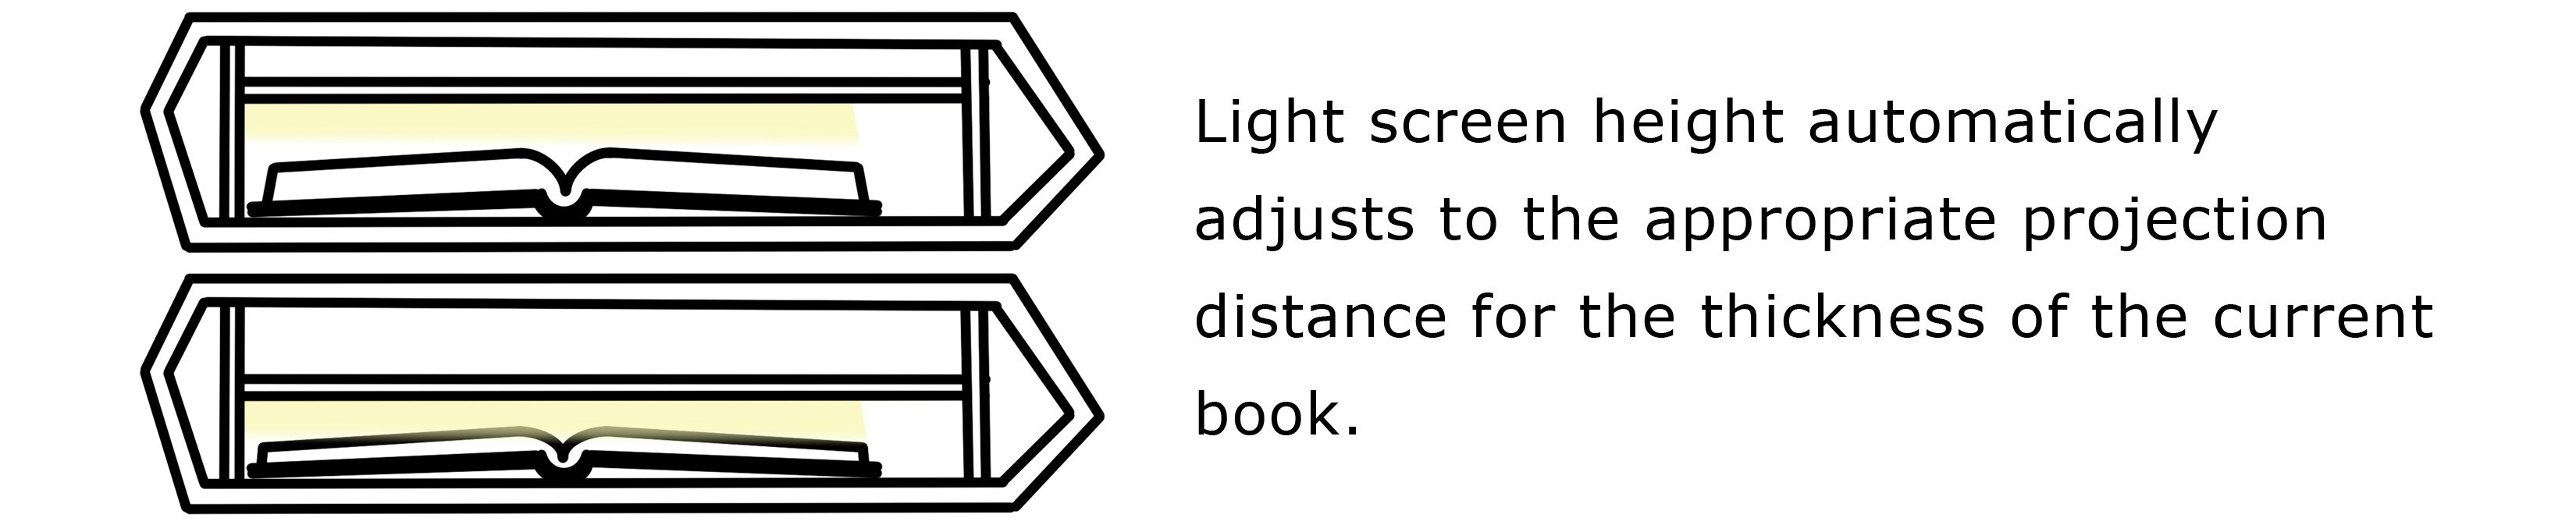 Light screen height automatically
adjusts to the appropriate projection
distance for the thickness of the current
book.